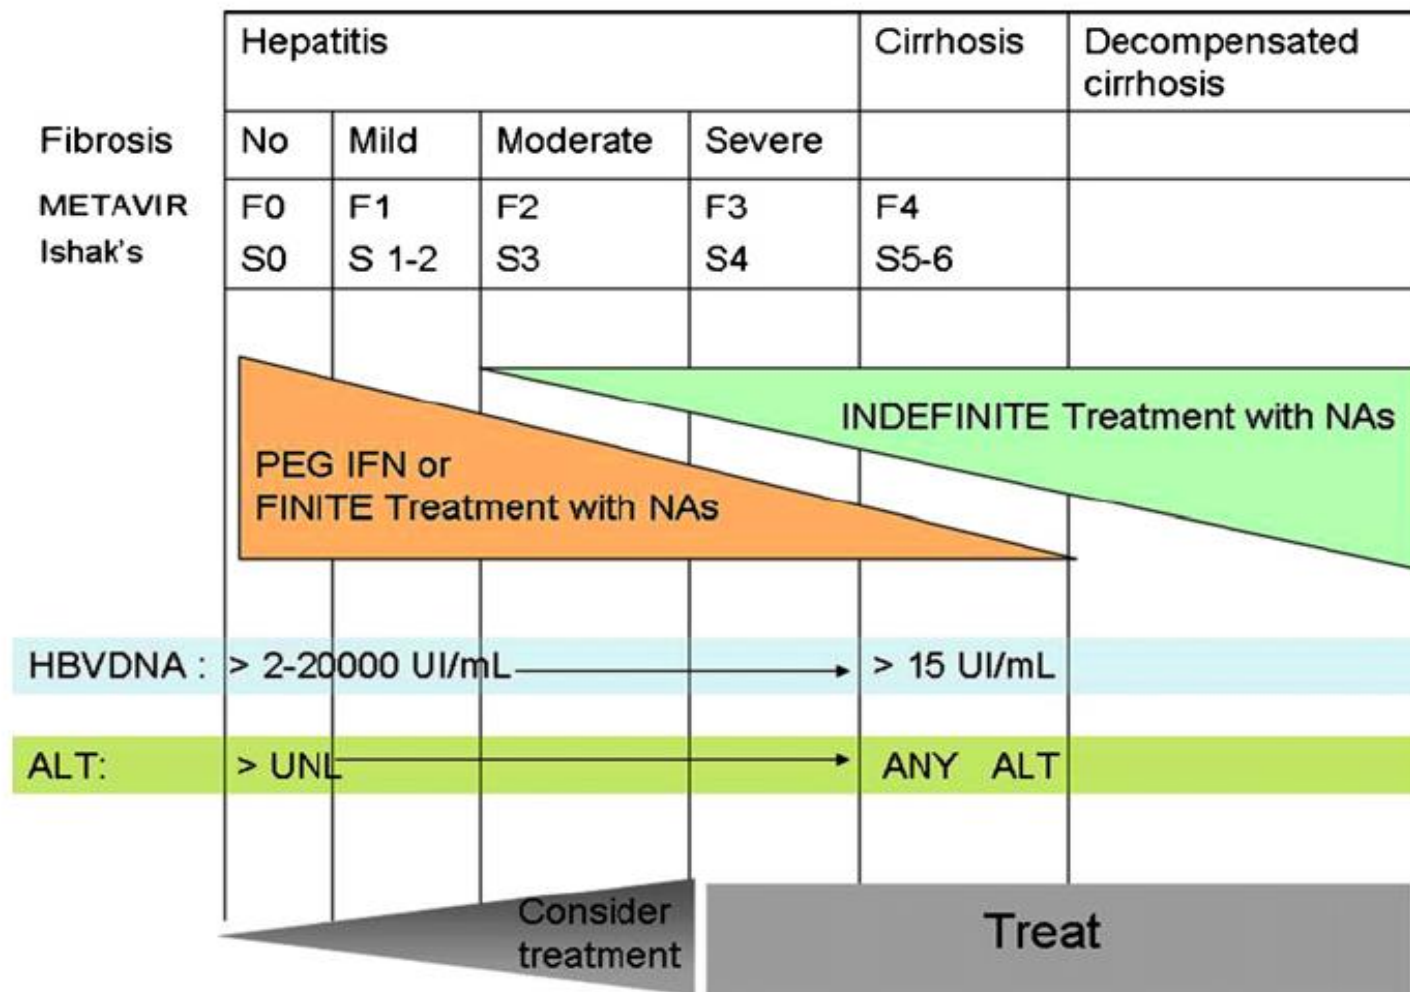 Hepatitis Cirrhosis Decompensated
cirrhosis
Fibrosis No Mild Moderate Severe
METAVIR F0 F1 F2 F3 F4
Ishak's S0 S 1-2 S3 S4 S5-6
INDEFINITE Treatment with NAs
PEG IFN or
FINITE Treatment with NAs
HBVDNA : > 2-20000 UI/mL > 15 UI/mL
ALT: > UNL ANY ALT
Consider
treatment
Treat